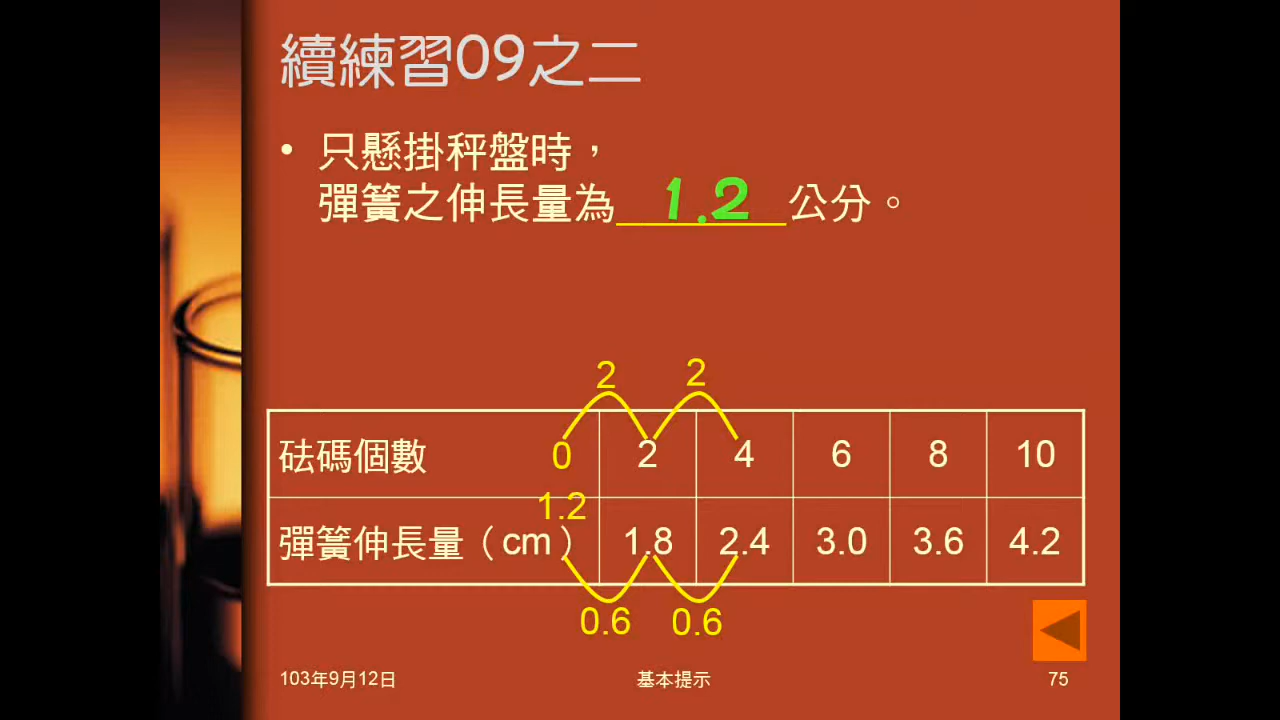 續練習09之二
• 只懸掛秤盤時，
彈簧之伸長量為 1.2 公分。
2 2
砝碼個數 0 2 4 6 8 10
1.2
彈簧伸長量（cm） 1.8 2.4 3.0 3.6 4.2
0.6 0.6
103年9月12日 基本提示 75